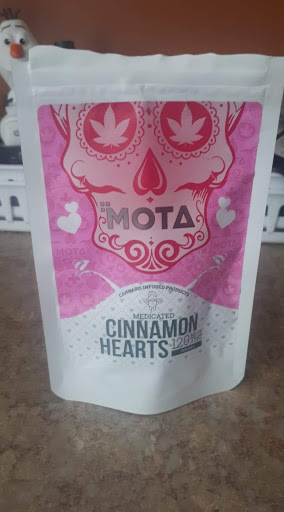 MOTA
CANNABIS INFUSED PRODUCTS
MEDICATED
CINNAMON
HEARTS